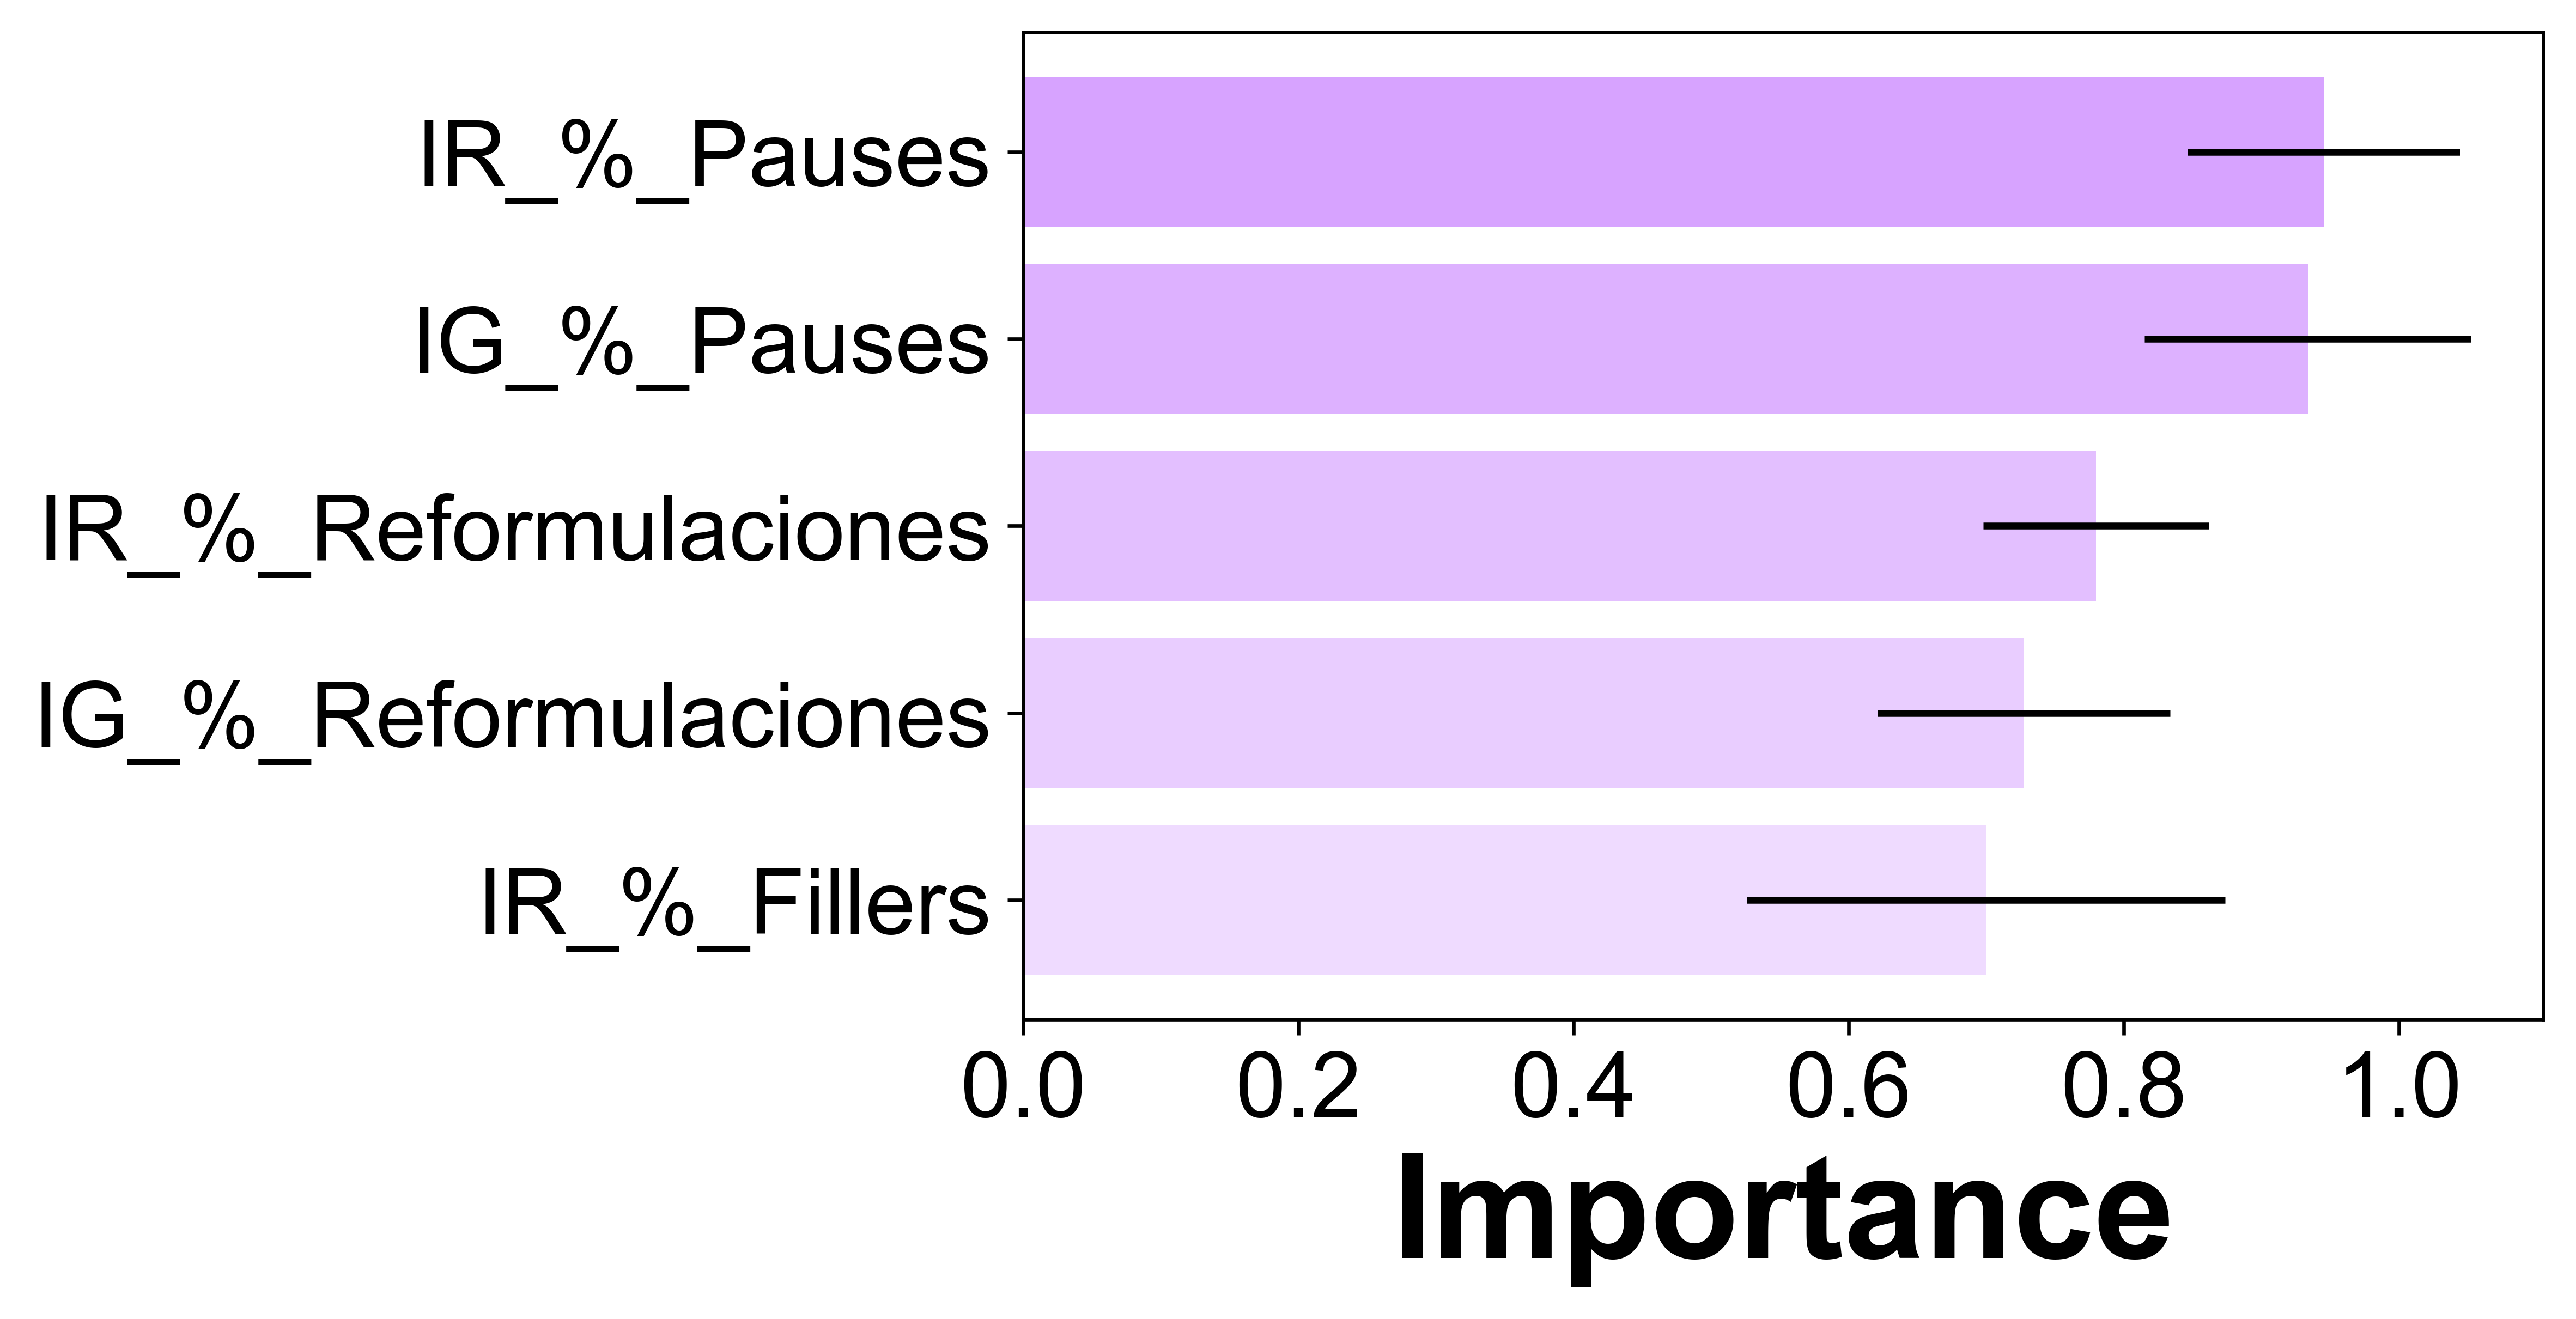 IR_%_Pauses
IG_%_Pauses
IR_%_Reformulaciones
IG_%_Reformulaciones
IR_%_Fillers
0.0 0.2 0.4 0.6 0.8 1.0
Importance